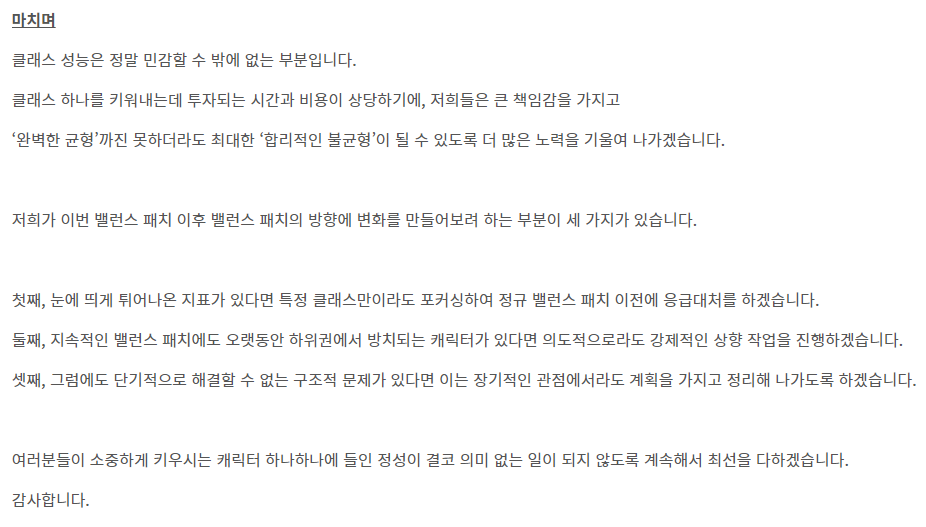 마치며
클래스 성능은 정말 민감할 수 밖에 없는 부분입니다.
클래스 하나를 키워내는데 투자되는 시간과 비용이 상당하기에, 저희들은 큰 책임감을 가지고
‘완벽한 균형’까진 못하더라도 최대한 ‘합리적인 불균형’이 될 수 있도록 더 많은 노력을 기울여 나가겠습니다.
저희가 이번 밸런스 패치 이후 밸런스 패치의 방향에 변화를 만들어보려 하는 부분이 세 가지가 있습니다.
첫째, 눈에 띄게 튀어나온 지표가 있다면 특정 클래스만이라도 포커싱하여 정규 밸런스 패치 이전에 응급대처를 하겠습니다.
둘째, 지속적인 밸런스 패치에도 오랫동안 하위권에서 방치되는 캐릭터가 있다면 의도적으로라도 강제적인 상향 작업을 진행하겠습니다.
셋째, 그럼에도 단기적으로 해결할 수 없는 구조적 문제가 있다면 이는 장기적인 관점에서라도 계획을 가지고 정리해 나가도록 하겠습니다.
여러분들이 소중하게 키우시는 캐릭터 하나하나에 들인 정성이 결코 의미 없는 일이 되지 않도록 계속해서 최선을 다하겠습니다.
감사합니다.